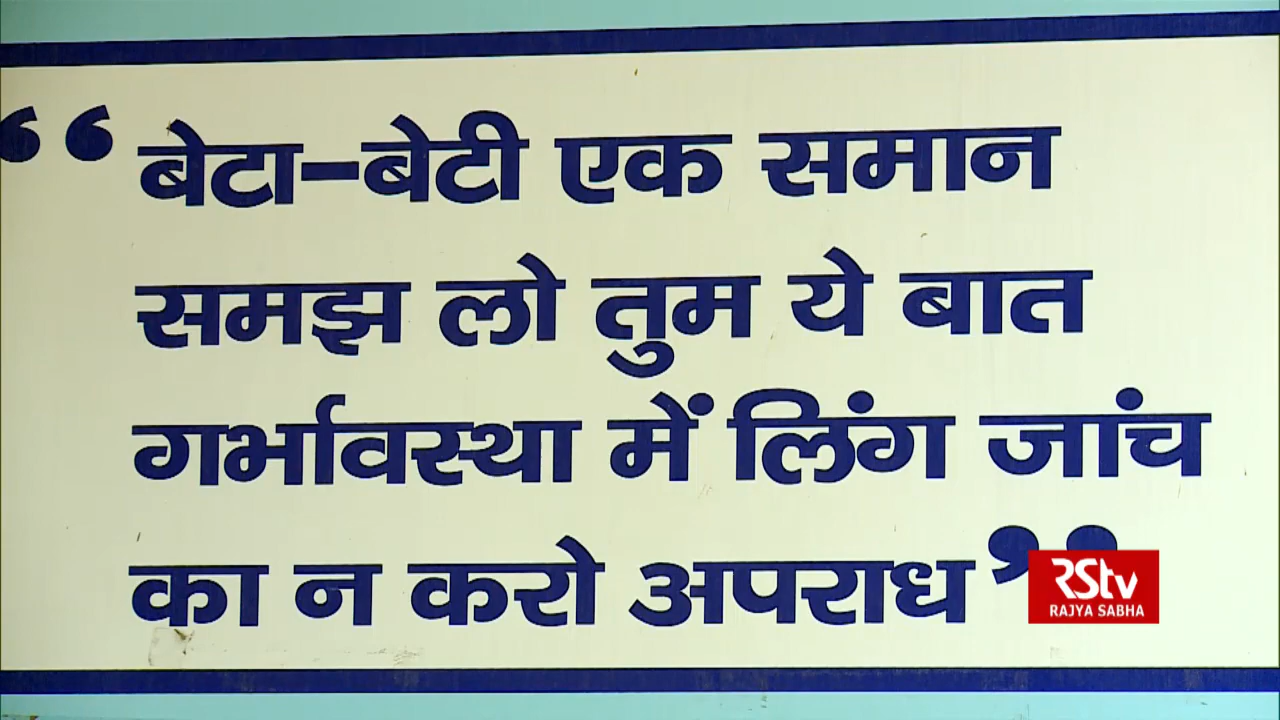 “बेटा-बेटी एक समान
समझ लो तुम ये बात
गर्भावस्था में लिंग जांच
का न करो अपराध”
RStv
RAJYA SABHA